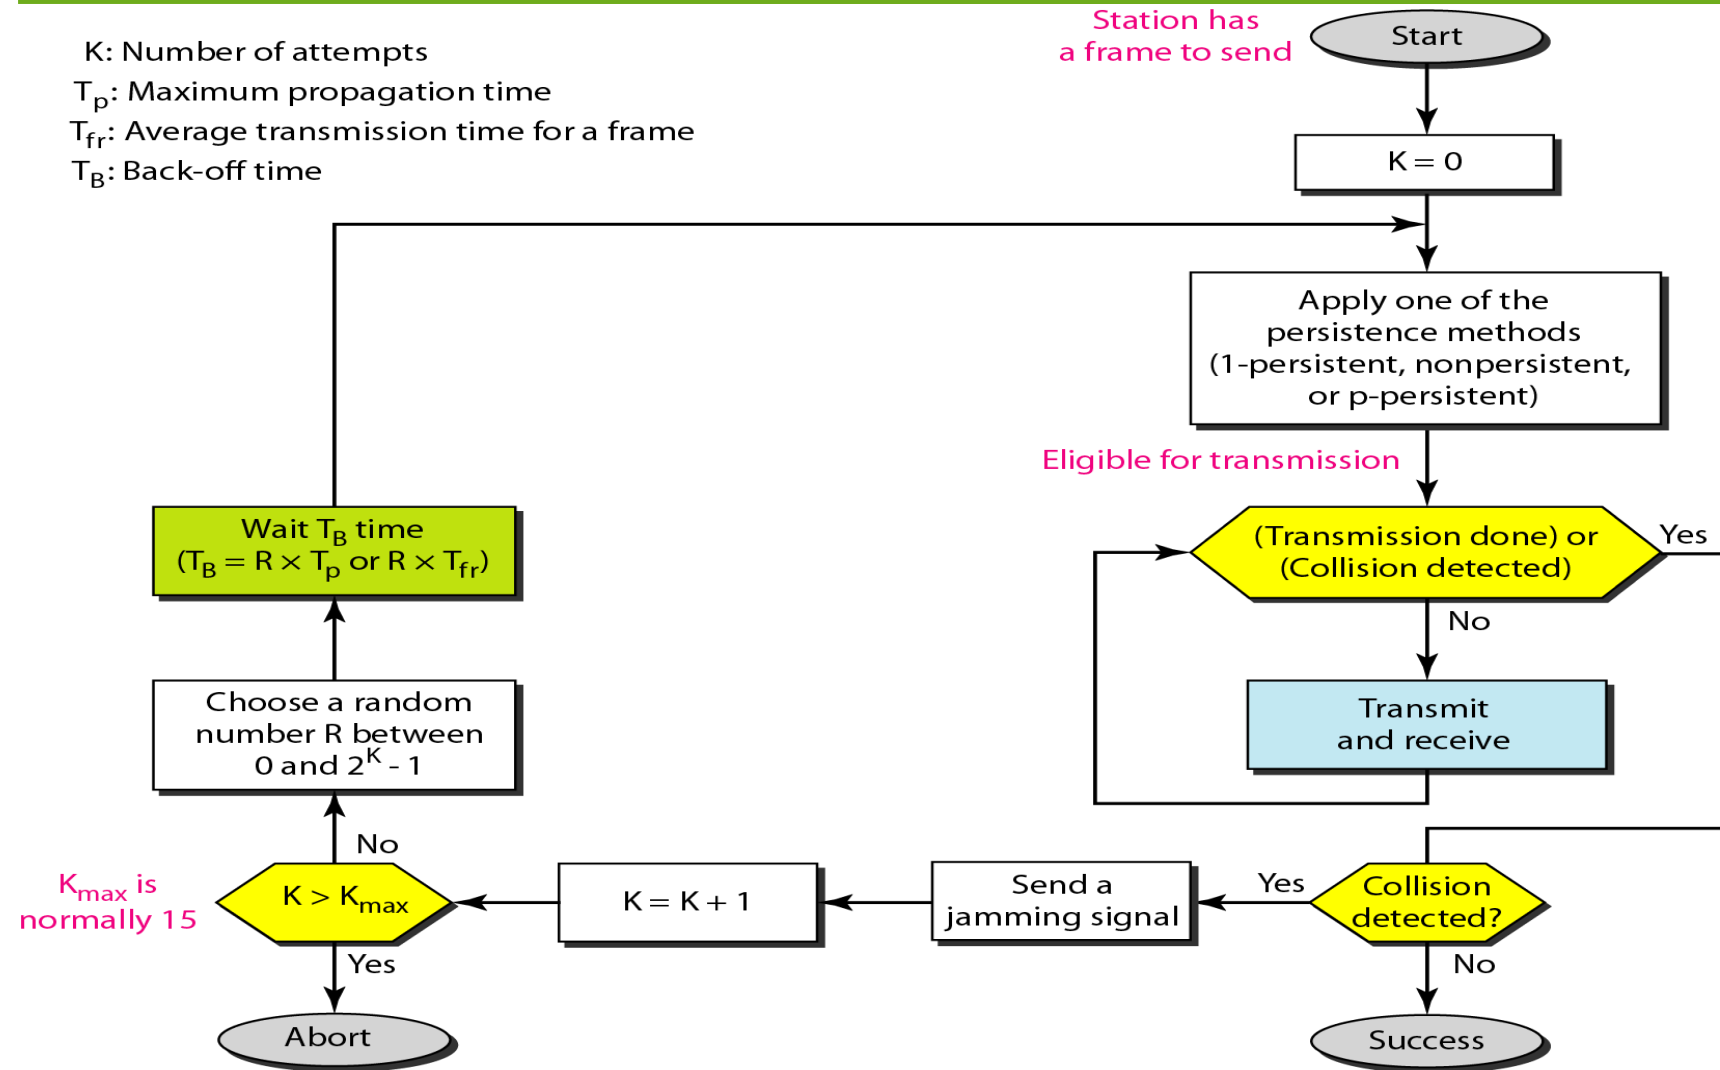 K: Number of attempts
Tp: Maximum propagation time
Tfr: Average transmission time for a frame
TB: Back-off time
Station has
a frame to send
Start
K = 0
Apply one of the
persistence methods
(1-persistent, nonpersistent,
or p-persistent)
Eligible for transmission
(Transmission done) or
(Collision detected)
Yes
No
Transmit
and receive
Wait TB time
(TB = R × Tp or R × Tfr)
Choose a random
number R between
0 and 2^K - 1
No
Kmax is
normally 15
K > Kmax
K = K + 1
Send a
jamming signal
Yes
Collision
detected?
Yes
No
Abort
Success